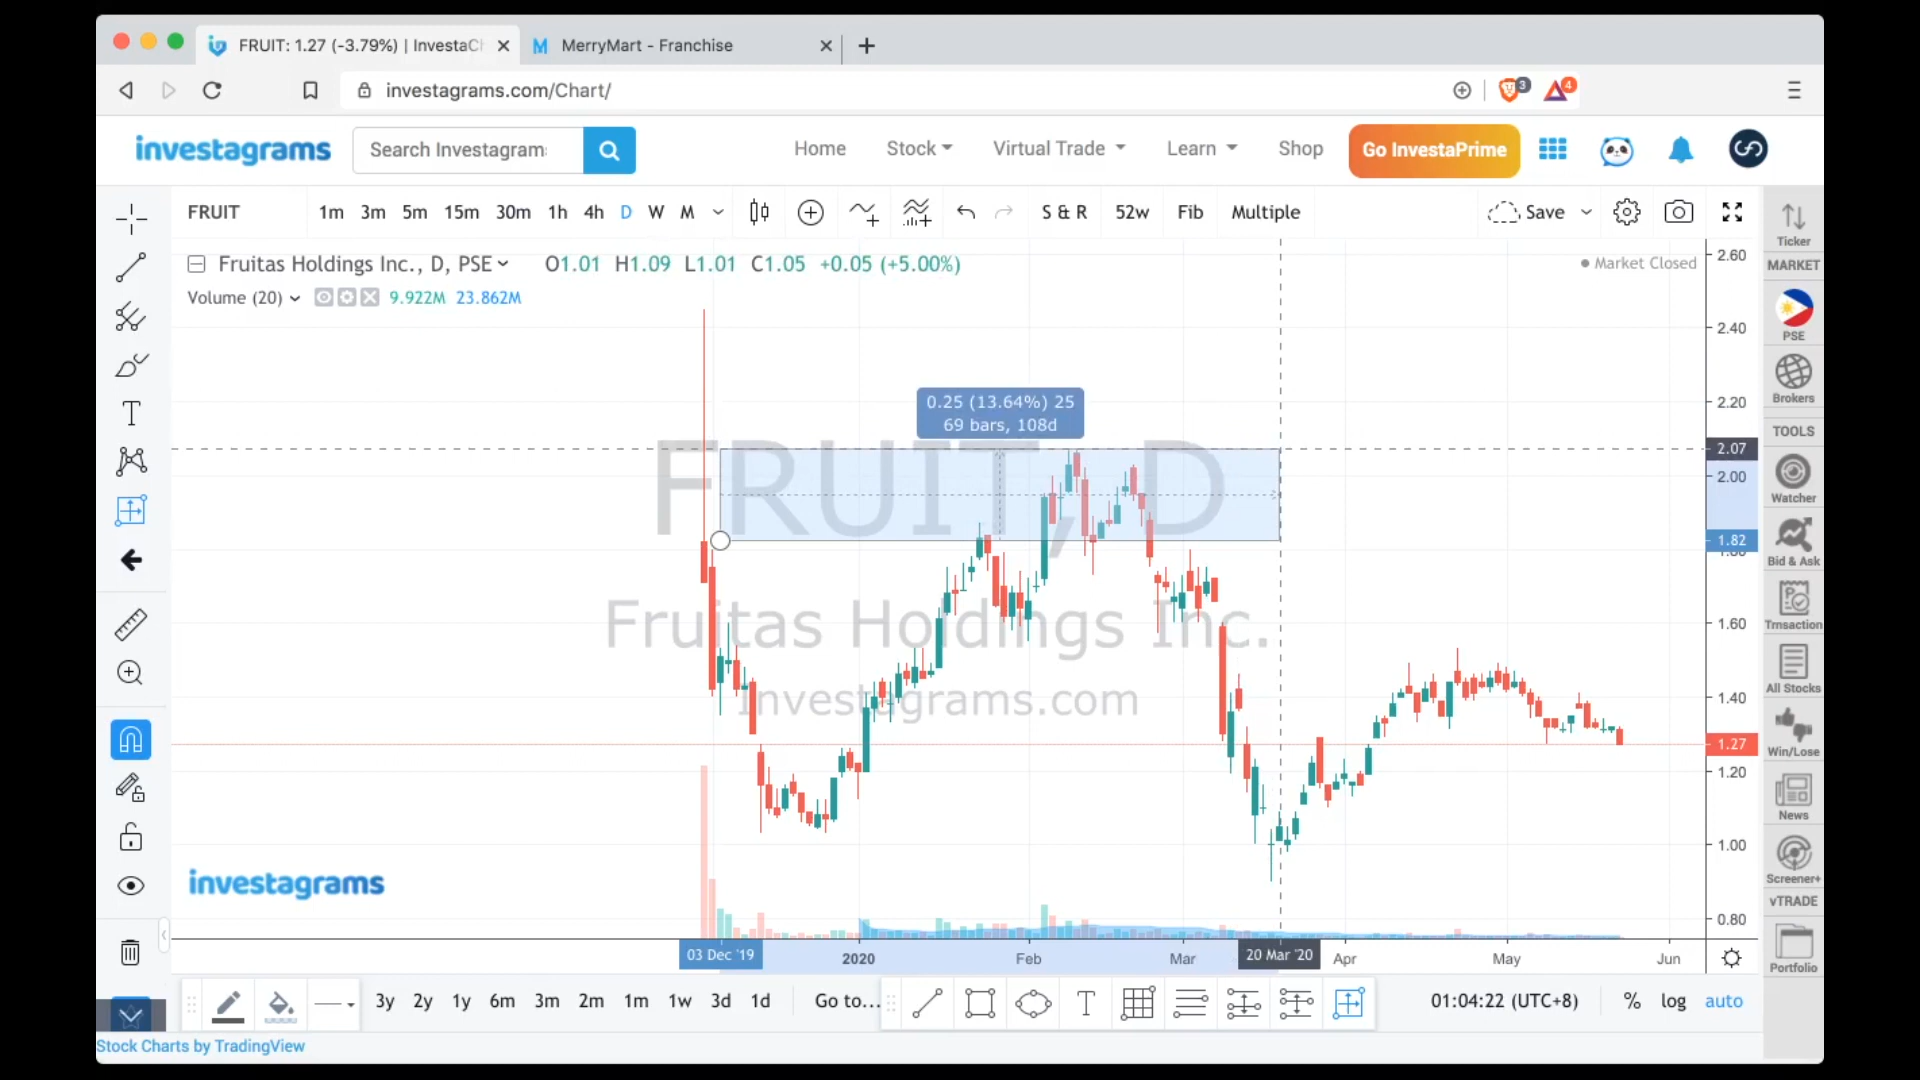 FRUIT: 1.27 (-3.79%) | InvestaCh
MerryMart - Franchise
investagrams.com/Chart/
3
4
investagrams
Search Investagrams
Home
Stock
Virtual Trade
Learn
Shop
Go InvestaPrime
FRUIT
1m 3m 5m 15m 30m 1h 4h D W M
S & R
52w
Fib
Multiple
Save
Fruitas Holdings Inc., D, PSE
O1.01 H1.09 L1.01 C1.05 +0.05 (+5.00%)
Market Closed
Volume (20)
9.922M 23.862M
0.25 (13.64%) 25
69 bars, 108d
FRUIT, D
Fruitas Holdings Inc.
Investagrams.com
investagrams
2.60
2.40
2.20
2.07
2.00
1.82
1.80
1.60
1.40
1.27
1.20
1.00
0.80
03 Dec '19
2020
Feb
Mar
20 Mar '20
Apr
May
Jun
Ticker
MARKET
PSE
Brokers
TOOLS
Watcher
Bid & Ask
Trnsaction
All Stocks
Win/Lose
News
Screener+
vTRADE
Portfolio
3y 2y 1y 6m 3m 2m 1m 1w 3d 1d
Go to...
01:04:22 (UTC+8)
% log auto
Stock Charts by TradingView